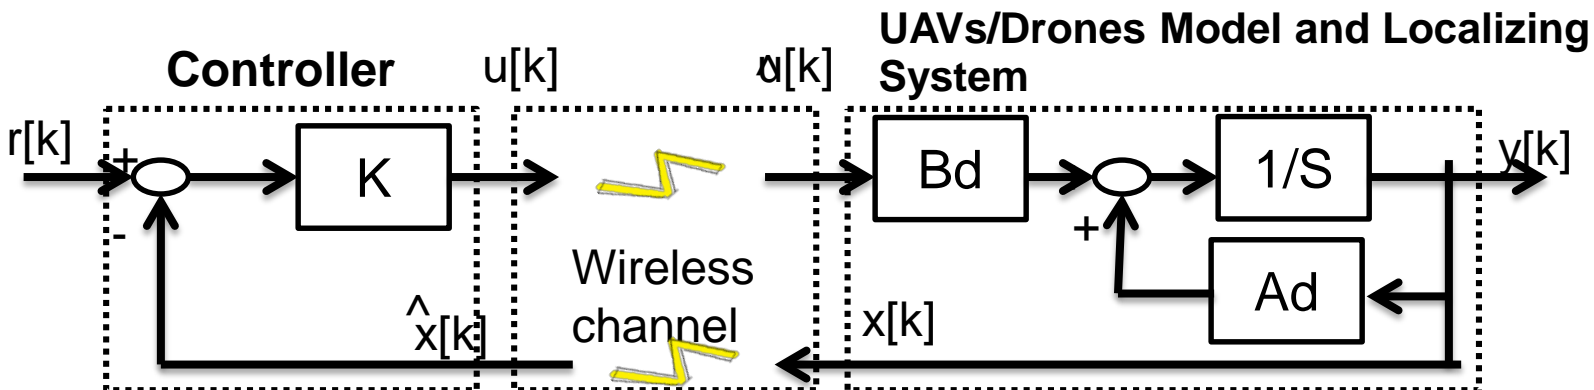 UAVs/Drones Model and Localizing
System
Controller
u[k]
^u[k]
r[k]
+
-
K
Wireless
channel
Bd
+
1/S
Ad
y[k]
^
x[k]
x[k]